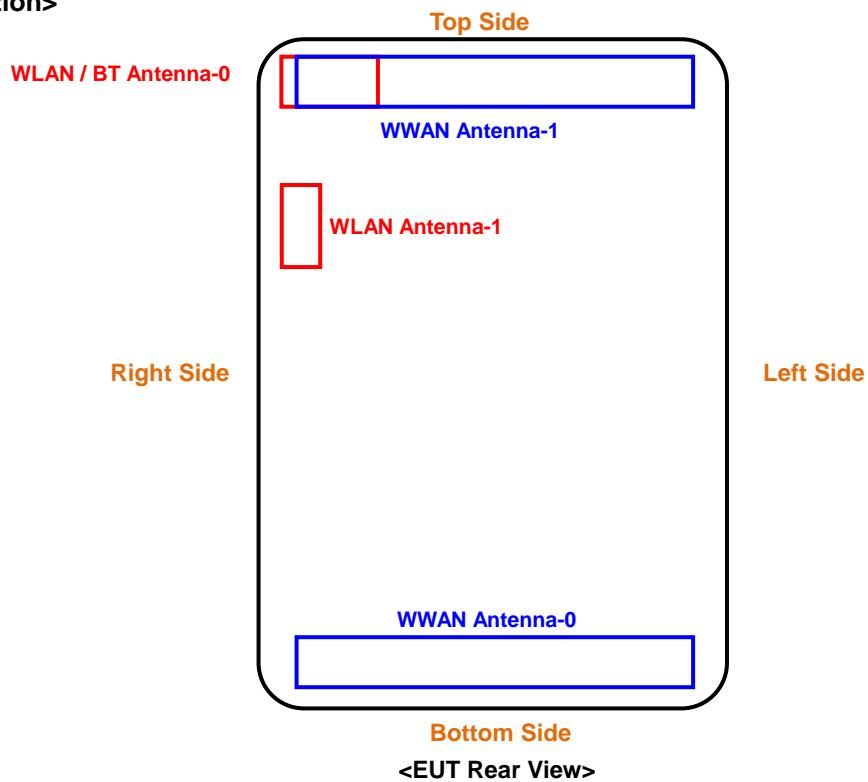 tion>
Top Side
WLAN / BT Antenna-0
WWAN Antenna-1
WLAN Antenna-1
Right Side
Left Side
WWAN Antenna-0
Bottom Side
<EUT Rear View>